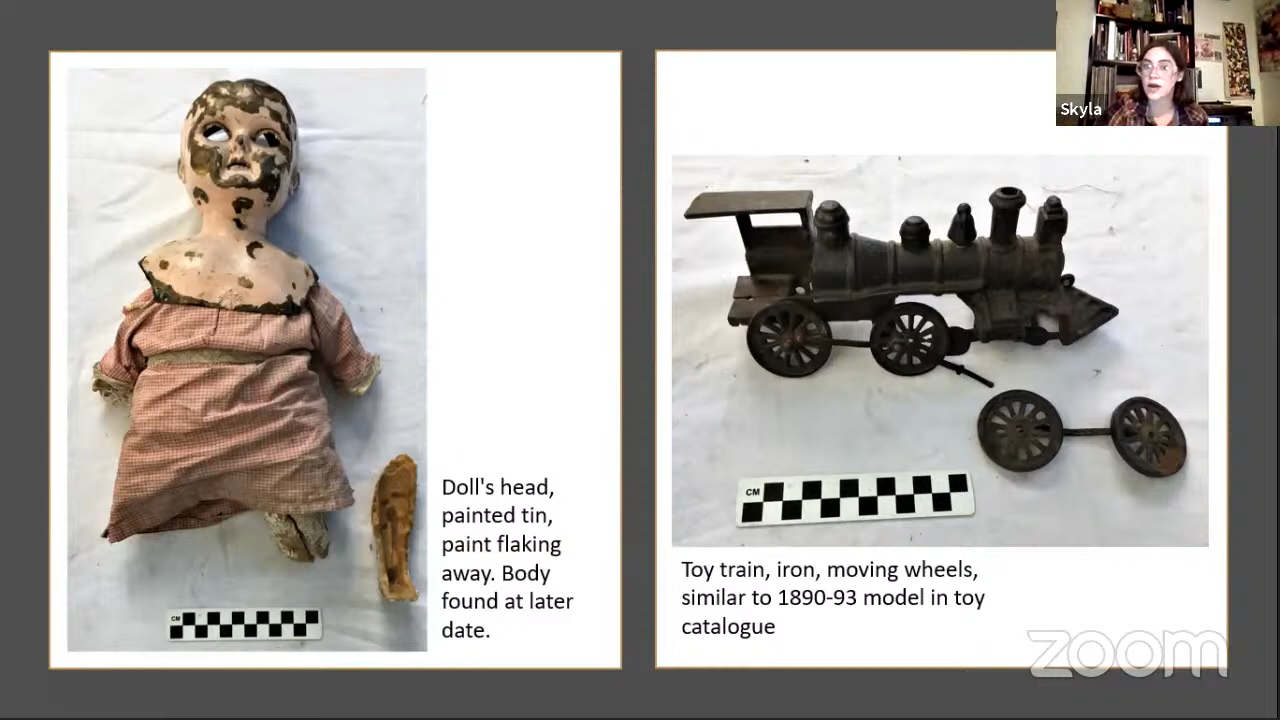 Skyla
CM
Doll's head,
painted tin,
paint flaking
away. Body
found at later
date.
CM
Toy train, iron, moving wheels,
similar to 1890-93 model in toy
catalogue
zoom